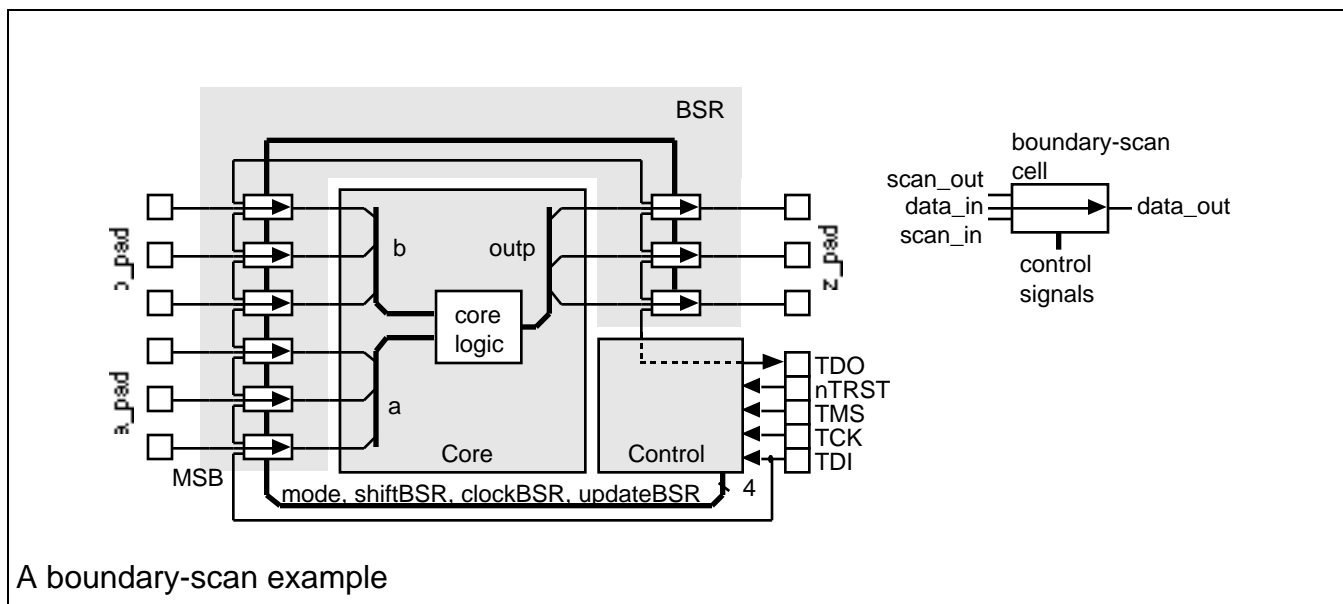 BSR
boundary-scan
cell
scan_out
data_in
data_out
scan_in
b
outp
control
signals
core
logic
TDO
nTRST
a
TMS
TCK
Core
Control
TDI
MSB
mode, shiftBSR, clockBSR, updateBSR
4
A boundary-scan example